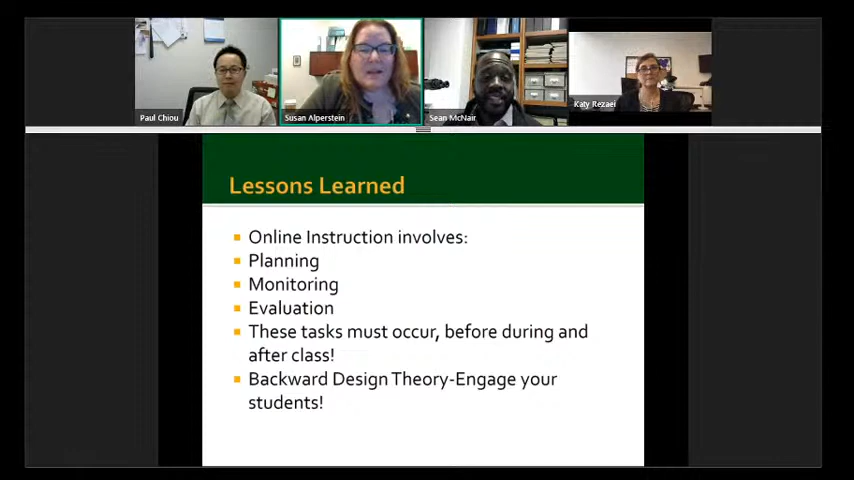 Paul Chiou
Susan Alperstein
Sean McNair
Katy Rezaei
Lessons Learned
Online Instruction involves:
Planning
Monitoring
Evaluation
These tasks must occur, before during and
after class!
Backward Design Theory-Engage your
students!